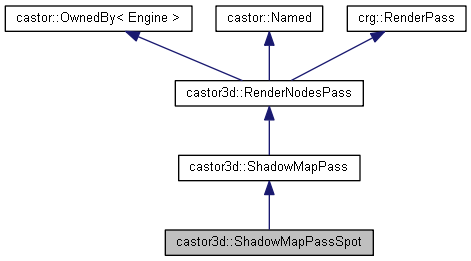 castor::OwnedBy< Engine >
castor::Named
crg::RenderPass
castor3d::RenderNodesPass
castor3d::ShadowMapPass
castor3d::ShadowMapPassSpot